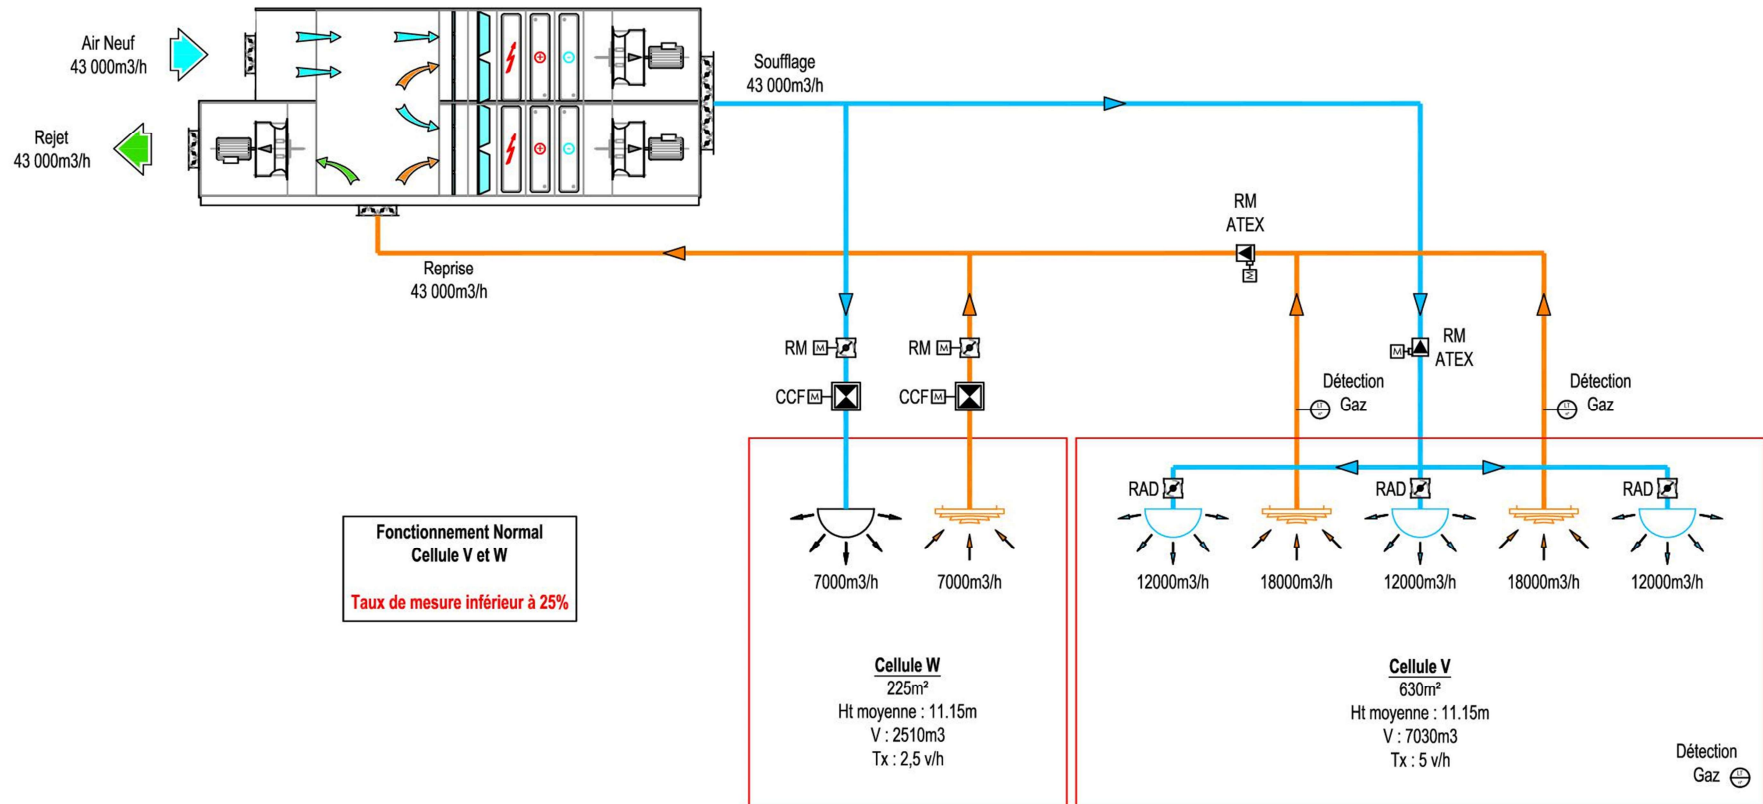 Air Neuf
43 000m3/h
Soufflage
43 000m3/h
Rejet
43 000m3/h
RM
ATEX
Reprise
43 000m3/h
RM M
RM M
M RM
ATEX
M
CCF M
CCF M
Détection
Gaz
Détection
Gaz
RAD
RAD
RAD
Fonctionnement Normal
Cellule V et W
Taux de mesure inférieur à 25%
7000m3/h
7000m3/h
12000m3/h
18000m3/h
12000m3/h
18000m3/h
12000m3/h
Cellule W
225m²
Ht moyenne : 11.15m
V : 2510m3
Tx : 2,5 v/h
Cellule V
630m²
Ht moyenne : 11.15m
V : 7030m3
Tx : 5 v/h
Détection
Gaz